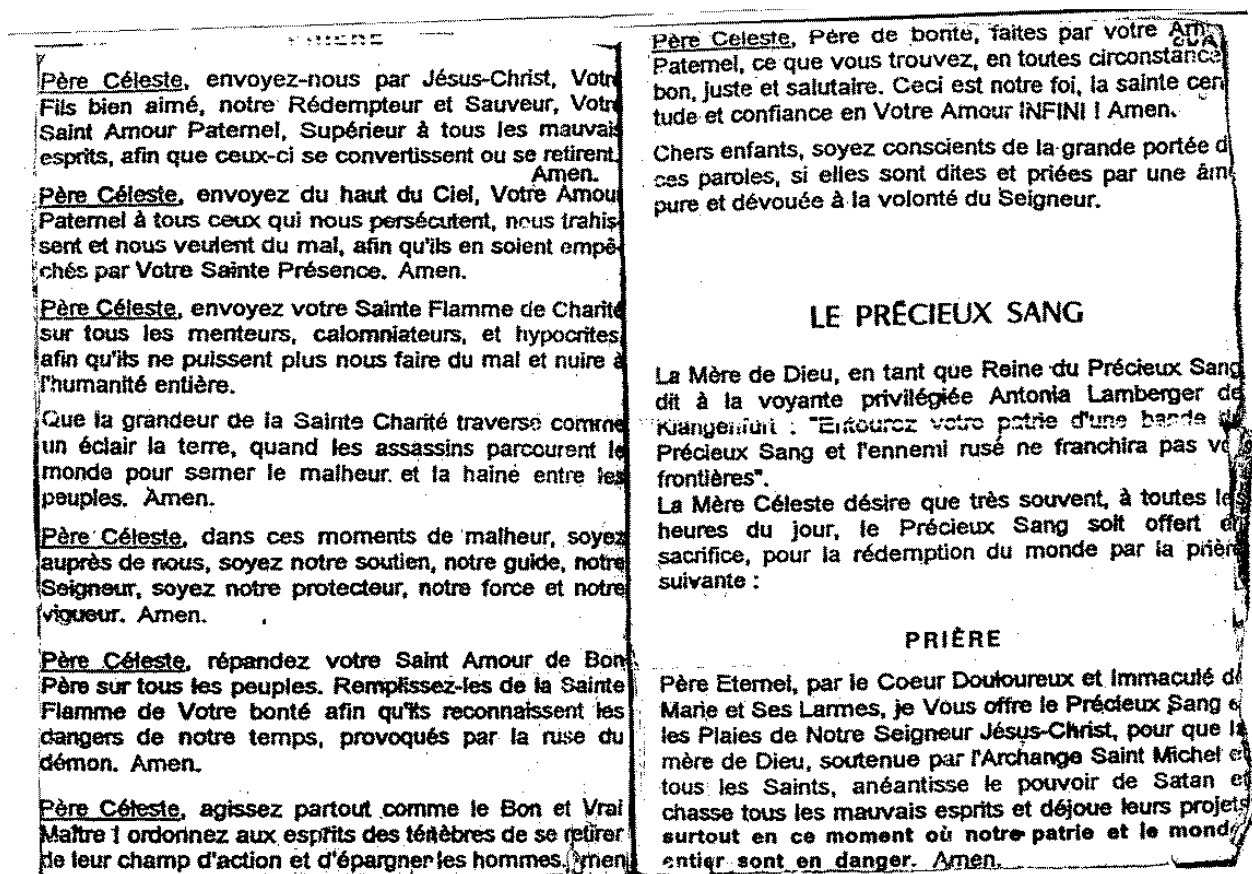 PRIERE
Père Céleste, envoyez-nous par Jésus-Christ, Votre
Fils bien aimé, notre Rédempteur et Sauveur, Votre
Saint Amour Paternel, Supérieur à tous les mauvais
esprits, afin que ceux-ci se convertissent ou se retirent.
Amen.
Père Céleste, envoyez du haut du Ciel, Votre Amour
Paternel à tous ceux qui nous persécutent, nous trahis-
sent et nous veulent du mal, afin qu'ils en soient empê-
chés par Votre Sainte Présence. Amen.
Père Céleste, envoyez votre Sainte Flamme de Charité
sur tous les menteurs, calomniateurs, et hypocrites
afin qu'ils ne puissent plus nous faire du mal et nuire à
l'humanité entière.
Que la grandeur de la Sainte Charité traverse comme
un éclair la terre, quand les assassins parcourent le
monde pour semer le malheur et la haine entre les
peuples. Amen.
Père Céleste, dans ces moments de malheur, soyez
auprès de nous, soyez notre soutien, notre guide, notre
Seigneur, soyez notre protecteur, notre force et notre
vigueur. Amen.
Père Céleste, répandez votre Saint Amour de Bon
Père sur tous les peuples. Remplissez-les de la Sainte
Flamme de Votre bonté afin qu'ils reconnaissent les
dangers de notre temps, provoqués par la ruse du
démon. Amen.
Père Céleste, agissez partout comme le Bon et Vrai
Maître ! ordonnez aux esprits des ténèbres de se retirer
de leur champ d'action et d'épargner les hommes. Amen
Père Celeste, Père de bonté, faites par votre
Paternel, ce que vous trouvez, en toutes circonstance
bon, juste et salutaire. Ceci est notre foi, la sainte cer
tude et confiance en Votre Amour INFINI ! Amen.
Chers enfants, soyez conscients de la grande portée d
ces paroles, si elles sont dites et priées par une âme
pure et dévouée à la volonté du Seigneur.
LE PRÉCIEUX SANG
La Mère de Dieu, en tant que Reine du Précieux Sang
dit à la voyante privilégiée Antonia Lamberger de
Klangenfurt : "Entourez votre patrie d'une bande du
Précieux Sang et l'ennemi rusé ne franchira pas vo
frontières".
La Mère Céleste désire que très souvent, à toutes les
heures du jour, le Précieux Sang soit offert en
sacrifice, pour la rédemption du monde par la prière
suivante :
PRIÈRE
Père Eternel, par le Coeur Douloureux et Immaculé de
Marie et Ses Larmes, je Vous offre le Précieux Sang e
les Plaies de Notre Seigneur Jésus-Christ, pour que la
mère de Dieu, soutenue par l'Archange Saint Michel et
tous les Saints, anéantisse le pouvoir de Satan et
chasse tous les mauvais esprits et déjoue leurs projets
surtout en ce moment où notre patrie et le monde
entier sont en danger. Amen.